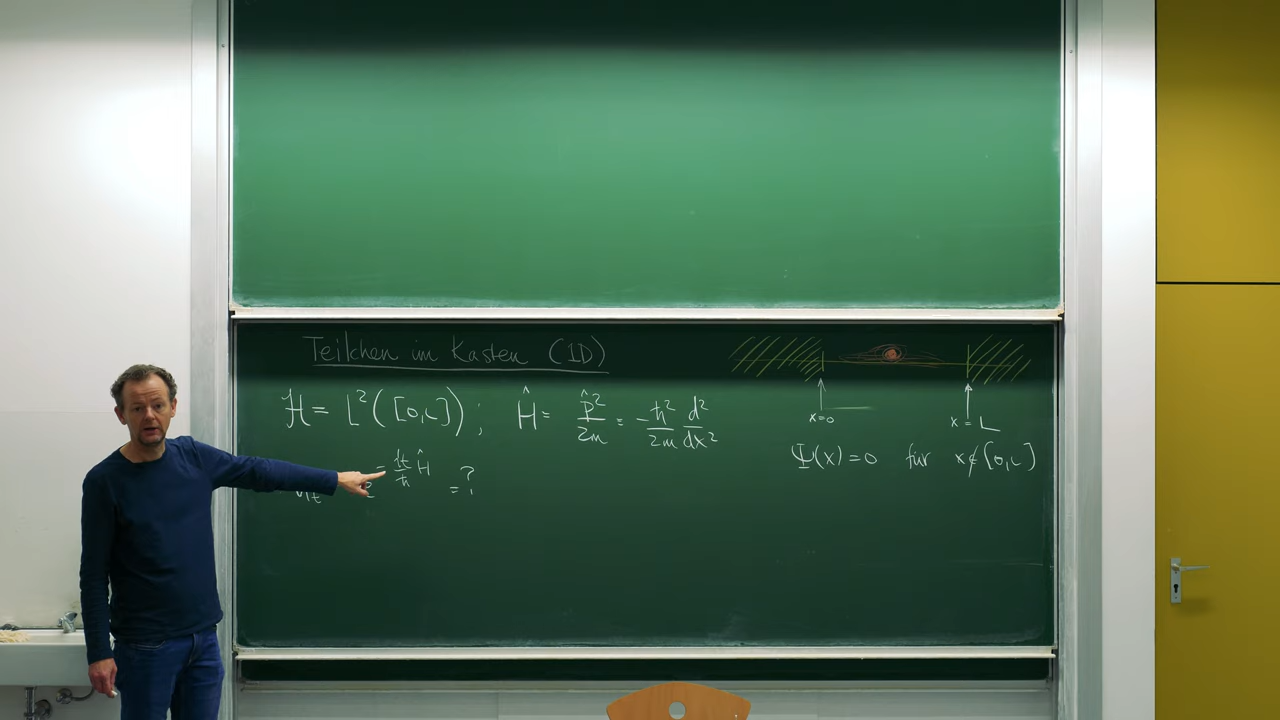 Teilchen im Kasten (1D)
ℋ = L²([0,L]) ; Ĥ = P̂²/2m = -ℏ²/2m d²/dx²
x=0
x=L
Ψ(x)=0 für x∉[0,L]
Ĥ = ?